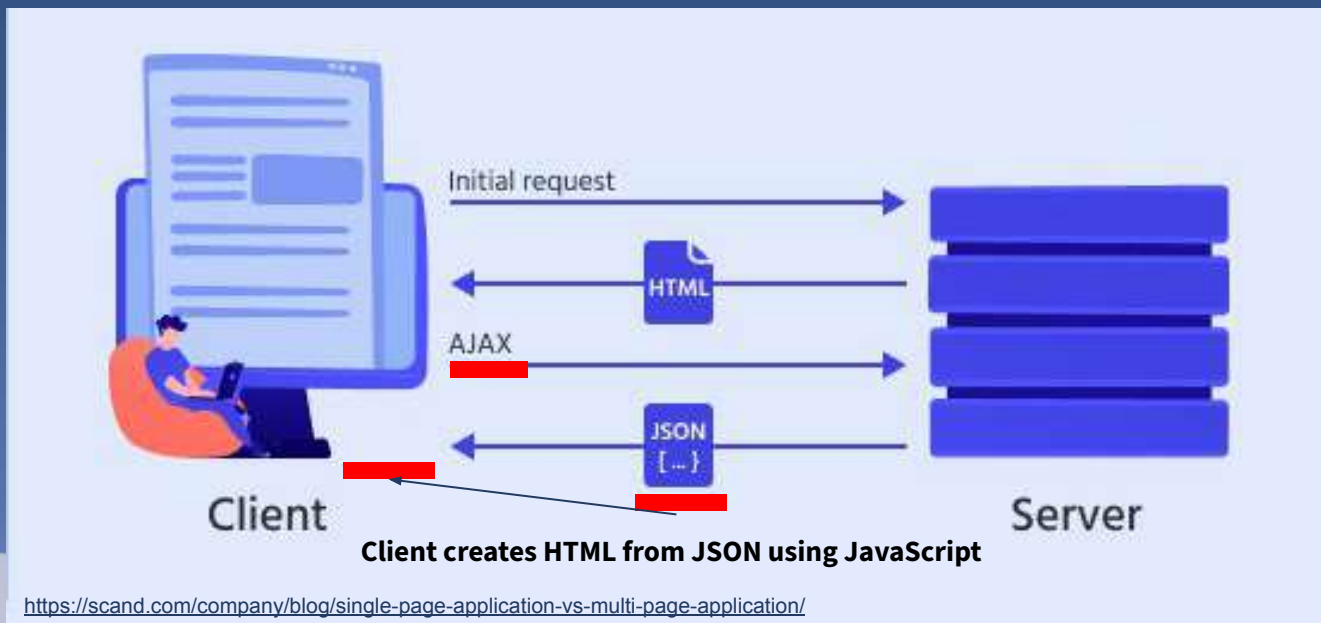 Initial request
HTML
AJAX
JSON
{ ... }
Client
Server
Client creates HTML from JSON using JavaScript
https://scand.com/company/blog/single-page-application-vs-multi-page-application/